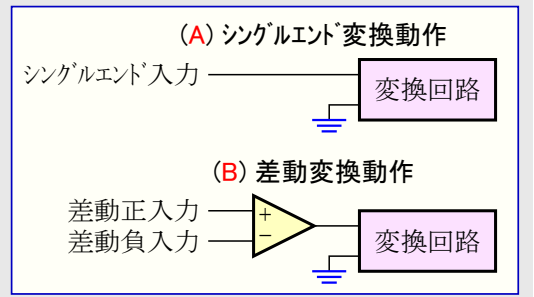 (A) シングルエンド変換動作
シングルエンド入力
変換回路
(B) 差動変換動作
差動正入力
+
差動負入力
−
変換回路